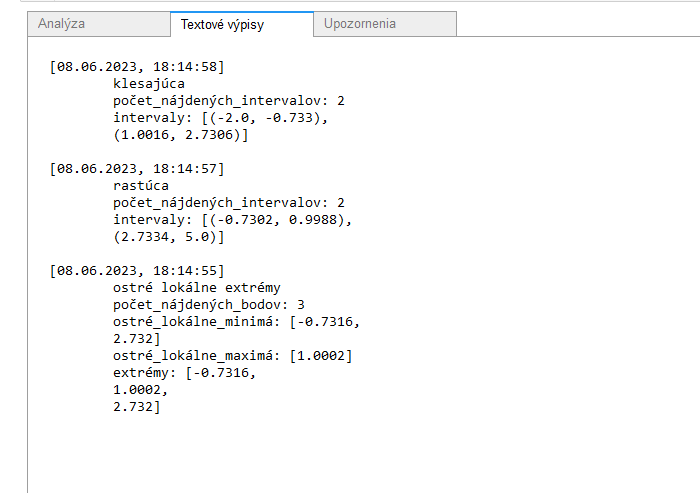 Analýza
Textové výpisy
Upozornenia
[08.06.2023, 18:14:58]
klesajúca
počet_nájdených_intervalov: 2
intervaly: [(-2.0, -0.733),
(1.0016, 2.7306)]
[08.06.2023, 18:14:57]
rastúca
počet_nájdených_intervalov: 2
intervaly: [(-0.7302, 0.9988),
(2.7334, 5.0)]
[08.06.2023, 18:14:55]
ostré lokálne extrémy
počet_nájdených_bodov: 3
ostré_lokálne_minimá: [-0.7316,
2.732]
ostré_lokálne_maximá: [1.0002]
extrémy: [-0.7316,
1.0002,
2.732]